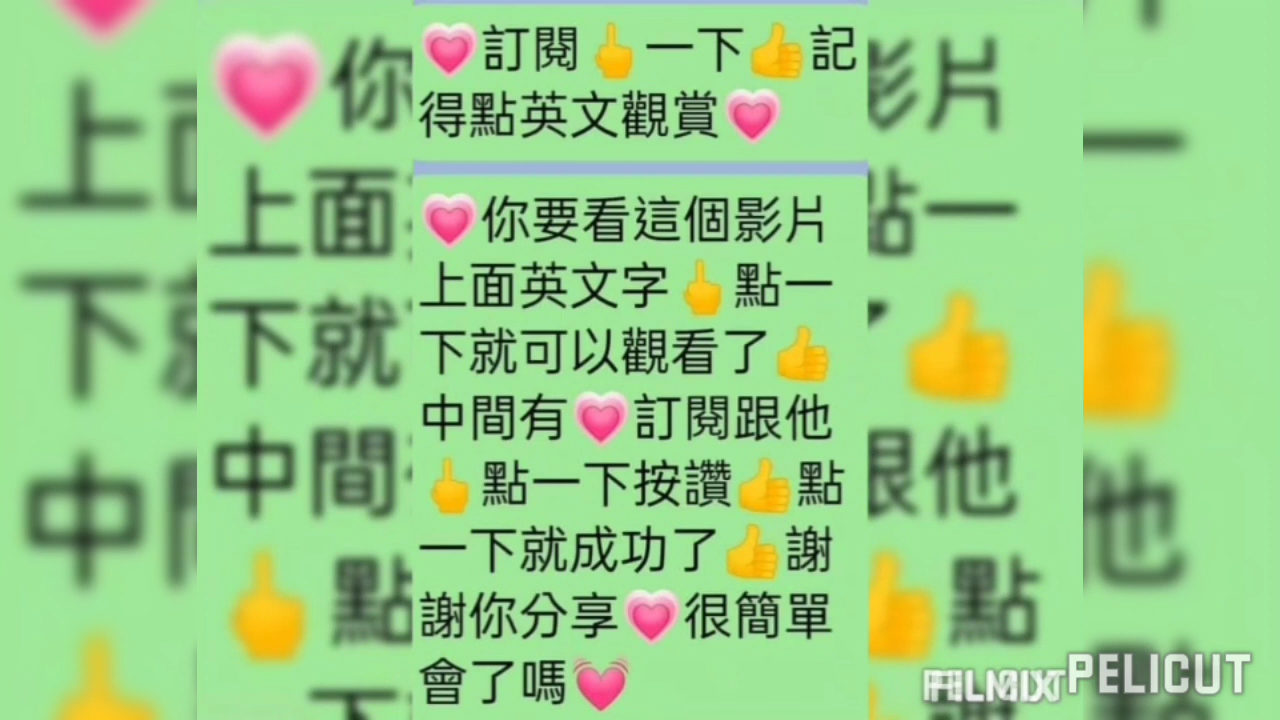 💗訂閱🖕一下👍記
得點英文觀賞💗
💗你要看這個影片
上面英文字🖕點一
下就可以觀看了👍
中間有💗訂閱跟他
🖕點一下按讚👍點
一下就成功了👍謝
謝你分享💗很簡單
會了嗎💓
FELMIXT
PELICUT